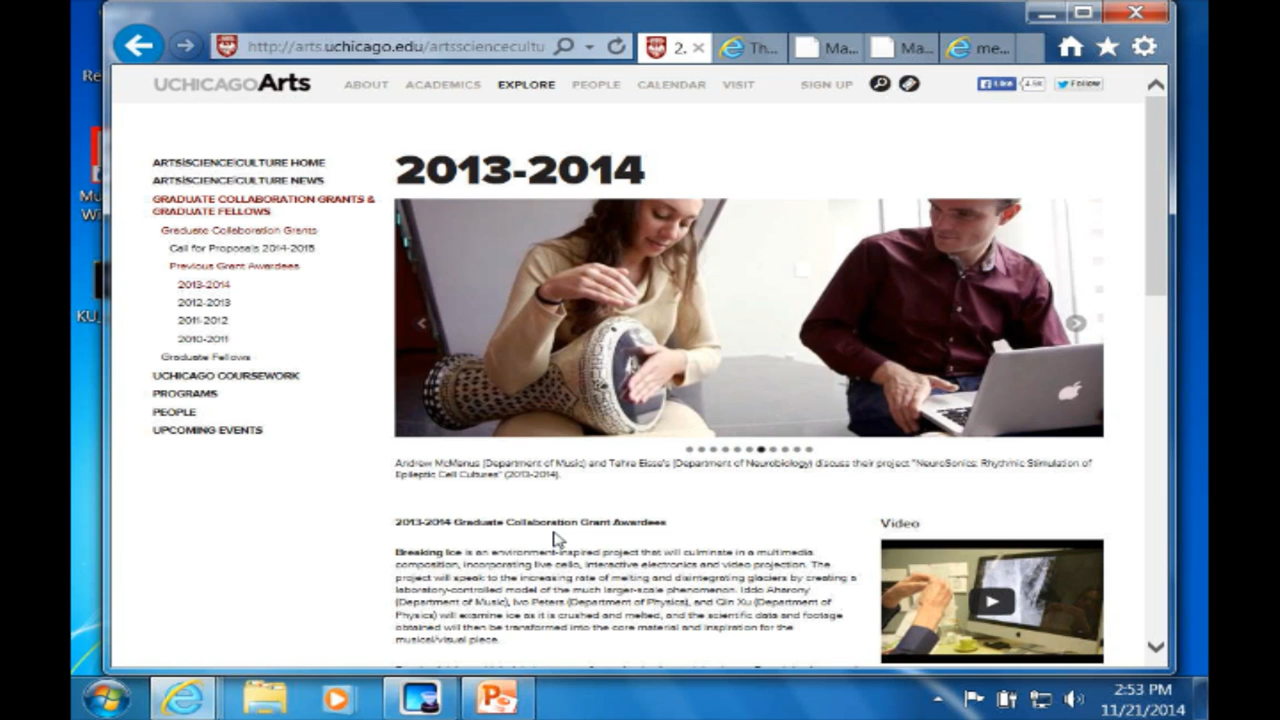 Re
http://arts.uchicago.edu/artssciencecultu
2.
Th...
Ma...
Ma...
me...
UCHICAGOArts
ABOUT ACADEMICS EXPLORE PEOPLE CALENDAR VISIT SIGN UP
Like
Follow
ARTS|SCIENCE|CULTURE HOME
ARTS|SCIENCE|CULTURE NEWS
GRADUATE COLLABORATION GRANTS &
GRADUATE FELLOWS
Graduate Collaboration Grants
Call for Proposals 2014-2015
Previous Grant Awardees
2013-2014
2012-2013
2011-2012
2010-2011
Graduate Fellows
UCHICAGO COURSEWORK
PROGRAMS
PEOPLE
UPCOMING EVENTS
Mu
Wi
KU
2013-2014
Andrew McManus (Department of Music) and Tahra Eissa's (Department of Neurobiology) discuss their project "NeuroSonics: Rhythmic Stimulation of
Epileptic Cell Cultures" (2013-2014).
2013-2014 Graduate Collaboration Grant Awardees
Breaking Ice is an environment-inspired project that will culminate in a multimedia
composition, incorporating live cello, interactive electronics and video projection. The
project will speak to the increasing rate of melting and disintegrating glaciers by creating a
laboratory-controlled model of the much larger-scale phenomenon. Iddo Aharony
(Department of Music), Ivo Peters (Department of Physics), and Qin Xu (Department of
Physics) will examine ice as it is crushed and melted, and the scientific data and footage
obtained will then be transformed into the core material and inspiration for the
musical/visual piece.
Video
2:53 PM
11/21/2014